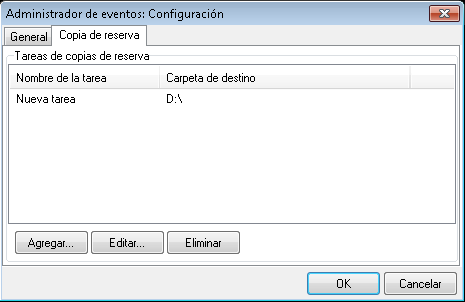 Administrador de eventos: Configuración
General
Copia de reserva
Tareas de copias de reserva
Nombre de la tarea Carpeta de destino
Nueva tarea D:\
Agregar... Editar... Eliminar
OK Cancelar